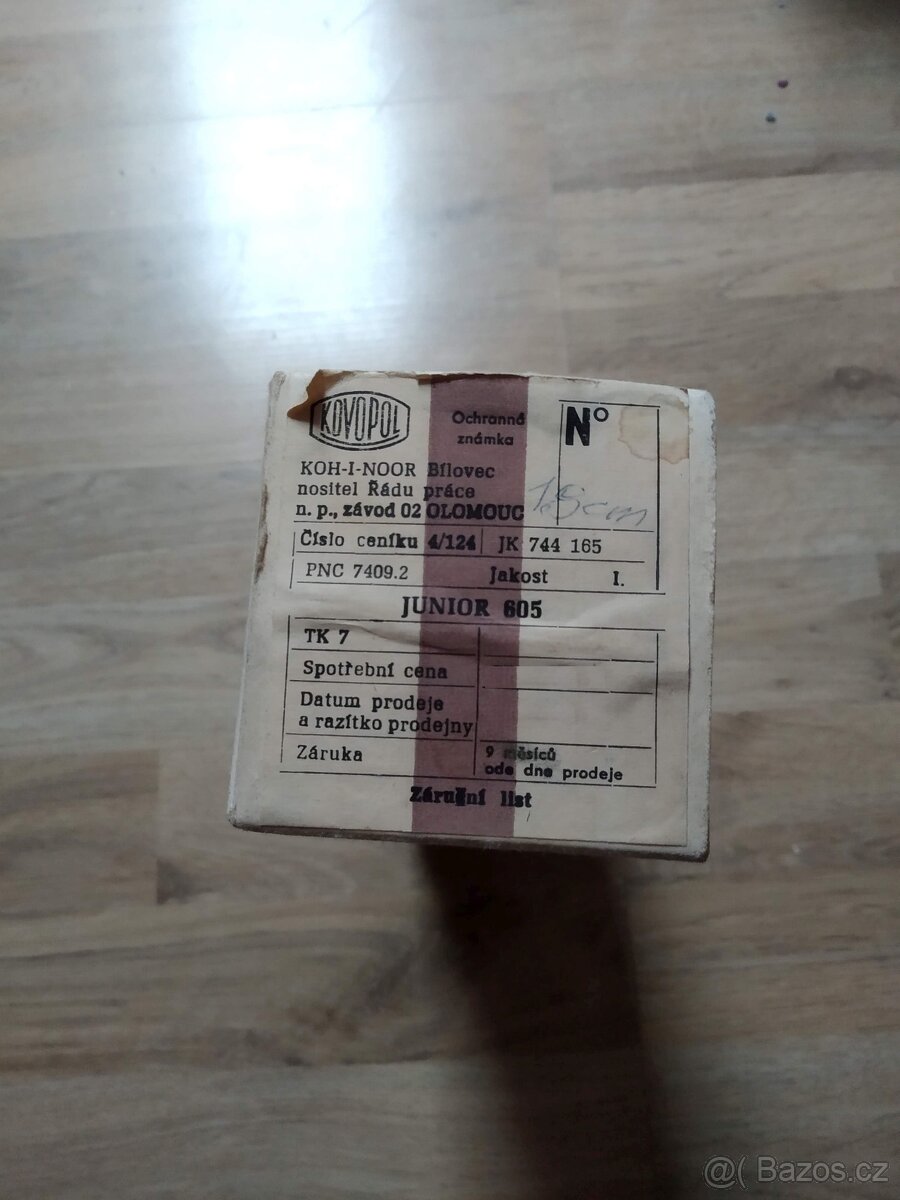 KOVOPOL
Ochranná
známka
N°
KOH-I-NOOR Bílovec
nositel Řádu práce
n. p., závod 02 OLOMOUC
Číslo ceníku 4/124 JK 744 165
PNC 7409.2 Jakost I.
JUNIOR 605
TK 7
Spotřební cena
Datum prodeje
a razítko prodejny
Záruka 9 měsíců
ode dne prodeje
Záruční list
@( Bazos.cz